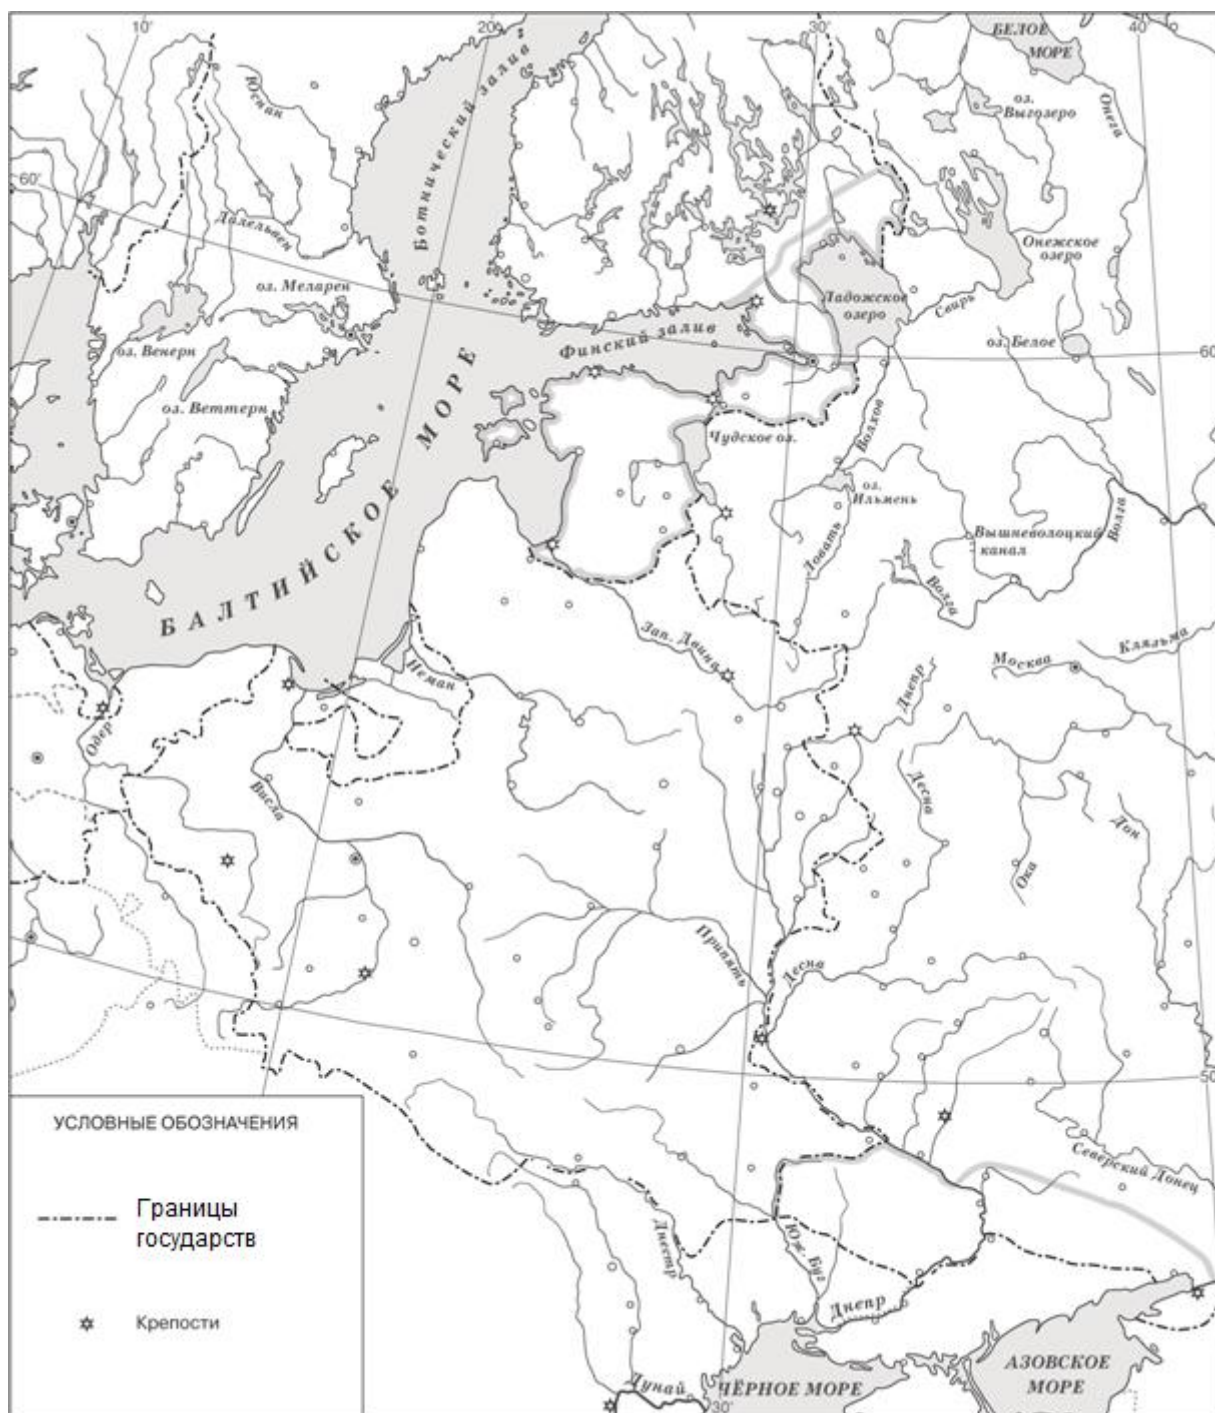 10'
20'
30'
40'
БЕЛОЕ
МОРЕ
Юснан
Ботнический залив
оз.
Выгозеро
Онега
60'
Далельвен
Онежское
озеро
оз. Меларен
Ладожское
озеро
Свирь
оз. Венерн
Финский залив
оз. Белое
60
оз. Веттерн
БАЛТИЙСКОЕ МОРЕ
Чудское оз.
Волхов
оз.
Ильмень
Вышневолоцкий
канал
Волга
Ловать
Волга
Зап. Двина
Клязьма
Москва
Неман
Днепр
Одер
Висла
Десна
Дон
Ока
Припять
Десна
50
УСЛОВНЫЕ ОБОЗНАЧЕНИЯ
Границы
государств
Крепости
Северский Донец
Днестр
Юж. Буг
Днепр
Дунай
ЧЁРНОЕ МОРЕ
АЗОВСКОЕ
МОРЕ
30'